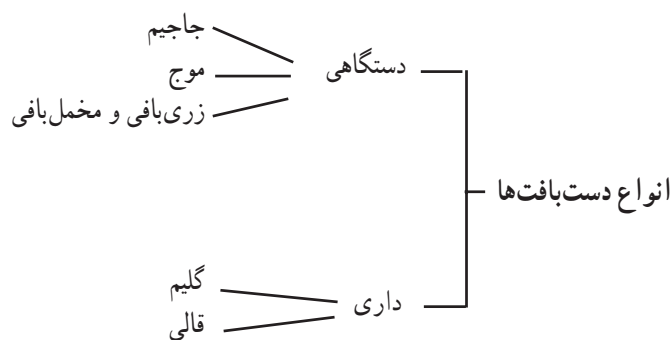 انواع دست‌بافت‌ها
دستگاهی
جاجیم
موج
زری‌بافی و مخمل‌بافی
داری
گلیم
قالی